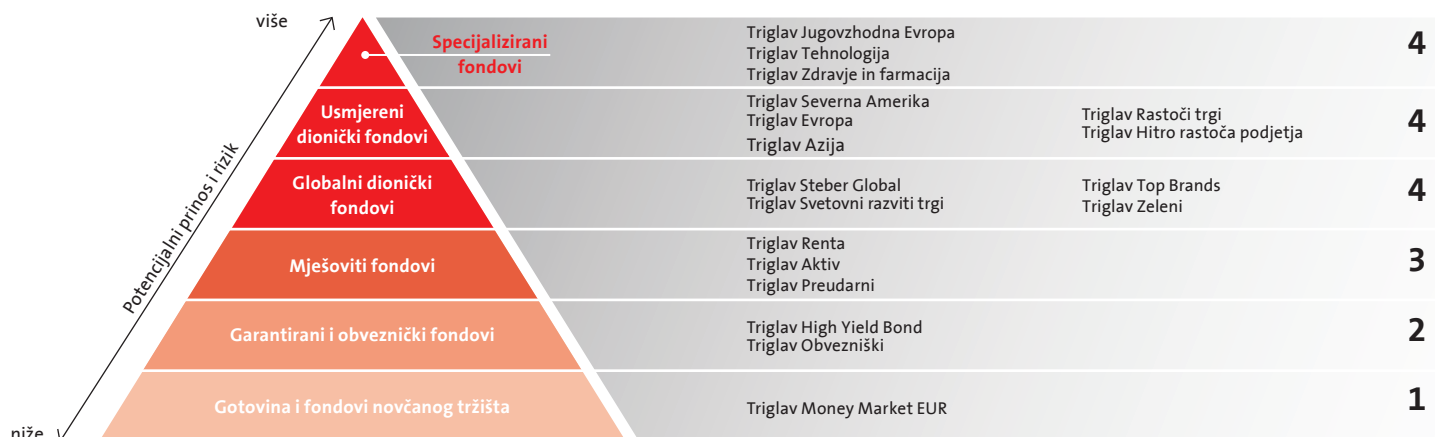 više
Potencijalni prinos i rizik
niže
Specijalizirani
fondovi
Triglav Jugovzhodna Evropa
Triglav Tehnologija
Triglav Zdravje in farmacija
4
Usmjereni
dionički fondovi
Triglav Severna Amerika
Triglav Evropa
Triglav Azija
Triglav Rastoči trgi
Triglav Hitro rastoča podjetja
4
Globalni dionički
fondovi
Triglav Steber Global
Triglav Svetovni razviti trgi
Triglav Top Brands
Triglav Zeleni
4
Mješoviti fondovi
Triglav Renta
Triglav Aktiv
Triglav Preudarni
3
Garantirani i obveznički fondovi
Triglav High Yield Bond
Triglav Obvezniški
2
Gotovina i fondovi novčanog tržišta
Triglav Money Market EUR
1